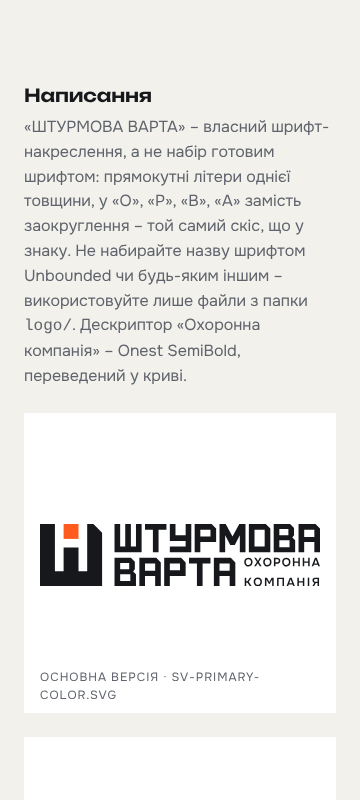 Написання
«ШТУРМОВА ВАРТА» – власний шрифт-
накреслення, а не набір готовим
шрифтом: прямокутні літери однієї
товщини, у «О», «Р», «В», «А» замість
заокруглення – той самий скіс, що у
знаку. Не набирайте назву шрифтом
Unbounded чи будь-яким іншим –
використовуйте лише файли з папки
logo/. Дескриптор «Охоронна
компанія» – Onest SemiBold,
переведений у криві.
ШТУРМОВА
ВАРТА ОХОРОННА
КОМПАНІЯ
ОСНОВНА ВЕРСІЯ · SV-PRIMARY-
COLOR.SVG